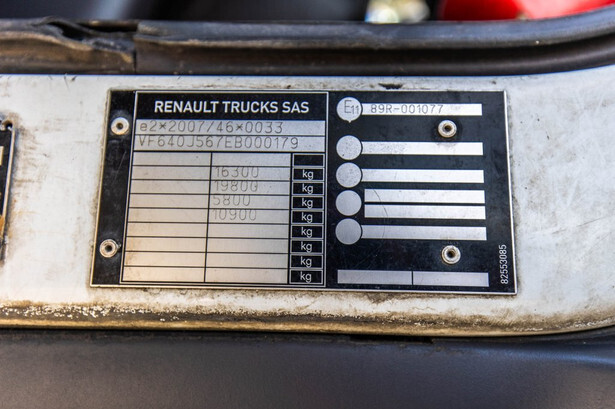 RENAULT TRUCKS SAS
e2*2007/46*0033
VF640J567EB000179
16300 kg
19800 kg
5800 kg
10900 kg
kg
kg
kg
kg
E11 89R-001077
82553085